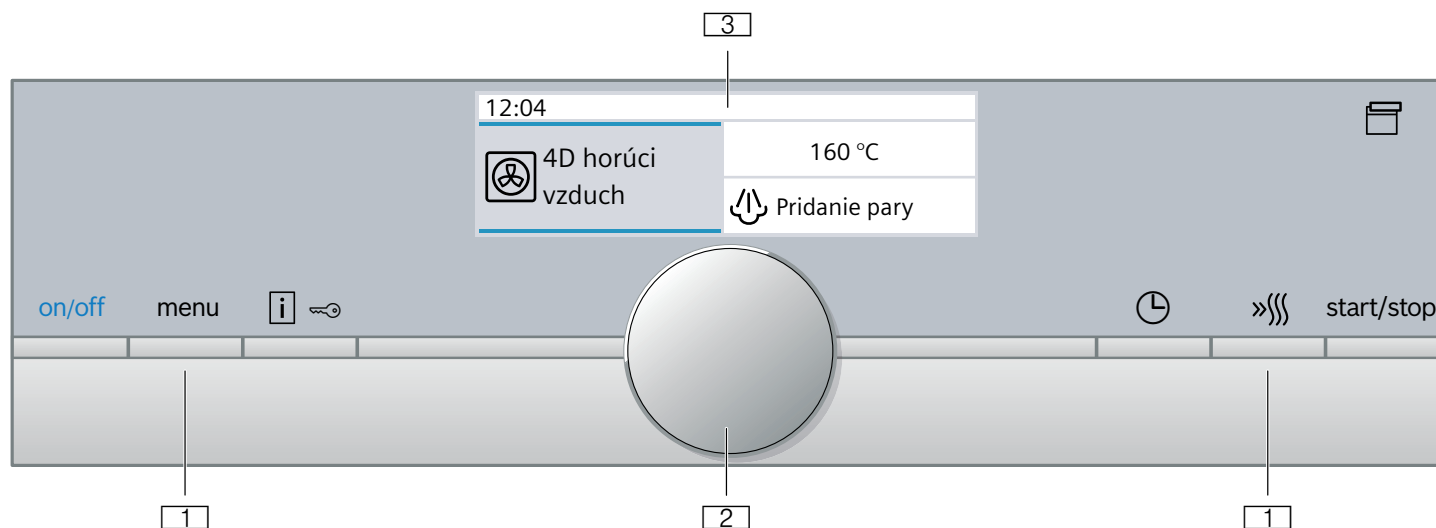 3
12:04
4D horúci
vzduch
160 °C
Pridanie pary
on/off
menu
i
start/stop
1
2
1